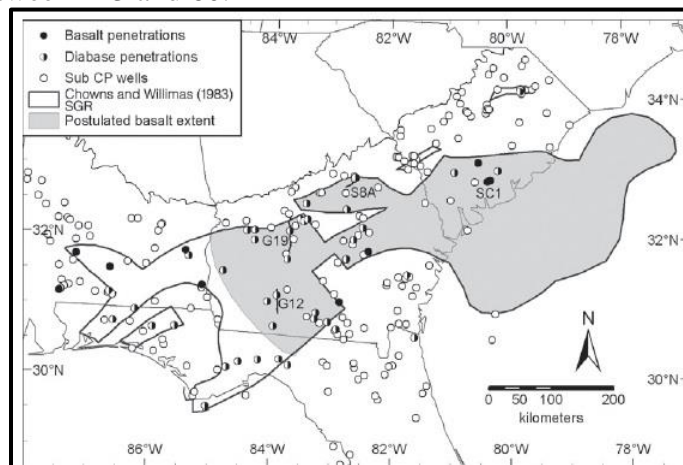 84°W
82°W
80°W
78°W
Basalt penetrations
Diabase penetrations
Sub CP wells
Chowns and Willimas (1983)
SGR
Postulated basalt extent
34°N
34°N
S8A
SC1
32°N
G19
32°N
G12
N
30°N
30°N
0 50 100 200
kilometers
86°W
84°W
82°W
80°W
78°W